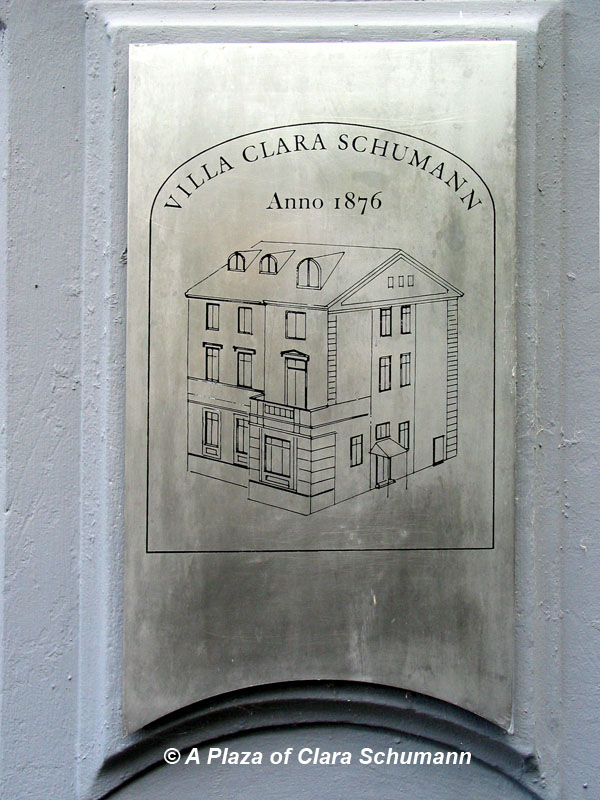 VILLA CLARA SCHUMANN
Anno 1876
© A Plaza of Clara Schumann